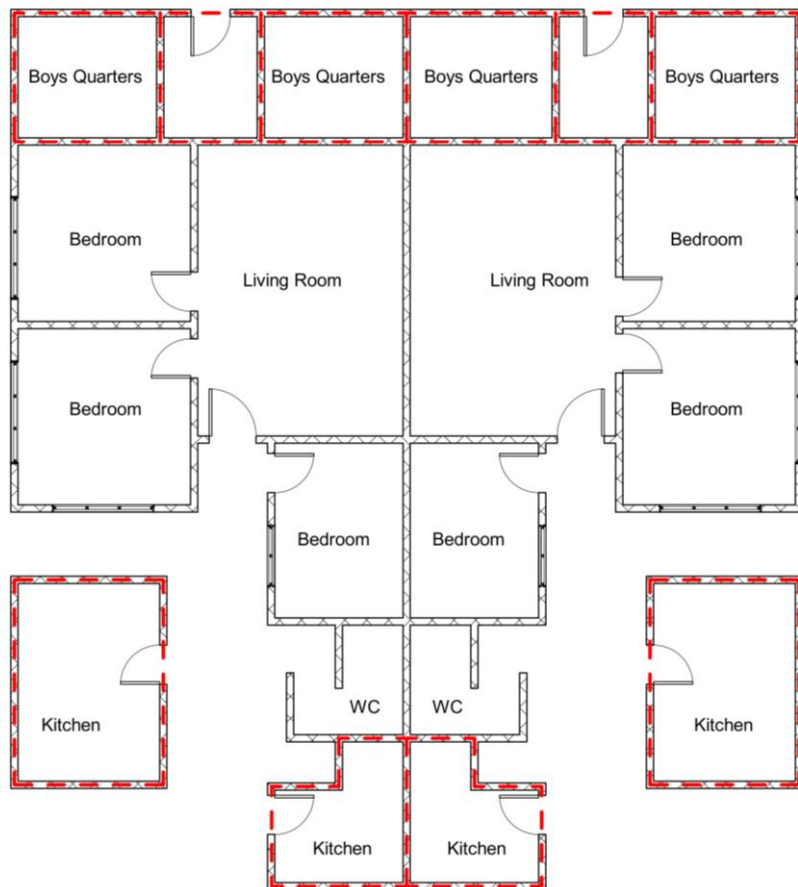 Boys Quarters
Boys Quarters
Boys Quarters
Boys Quarters
Bedroom
Bedroom
Living Room
Living Room
Bedroom
Bedroom
Bedroom
Bedroom
WC
WC
Kitchen
Kitchen
Kitchen
Kitchen